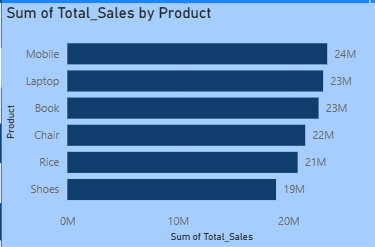 Sum of Total_Sales by Product
Product
Mobile 24M
Laptop 23M
Book 23M
Chair 22M
Rice 21M
Shoes 19M
0M 10M 20M
Sum of Total_Sales